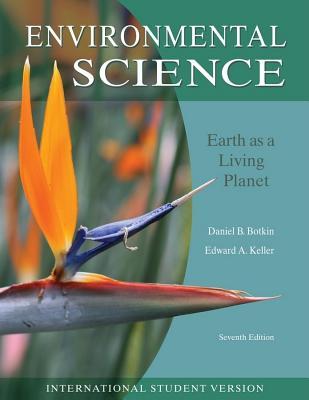 ENVIRONMENTAL
SCIENCE
Earth as a
Living
Planet
Daniel B. Botkin
Edward A. Keller
Seventh Edition
INTERNATIONAL STUDENT VERSION